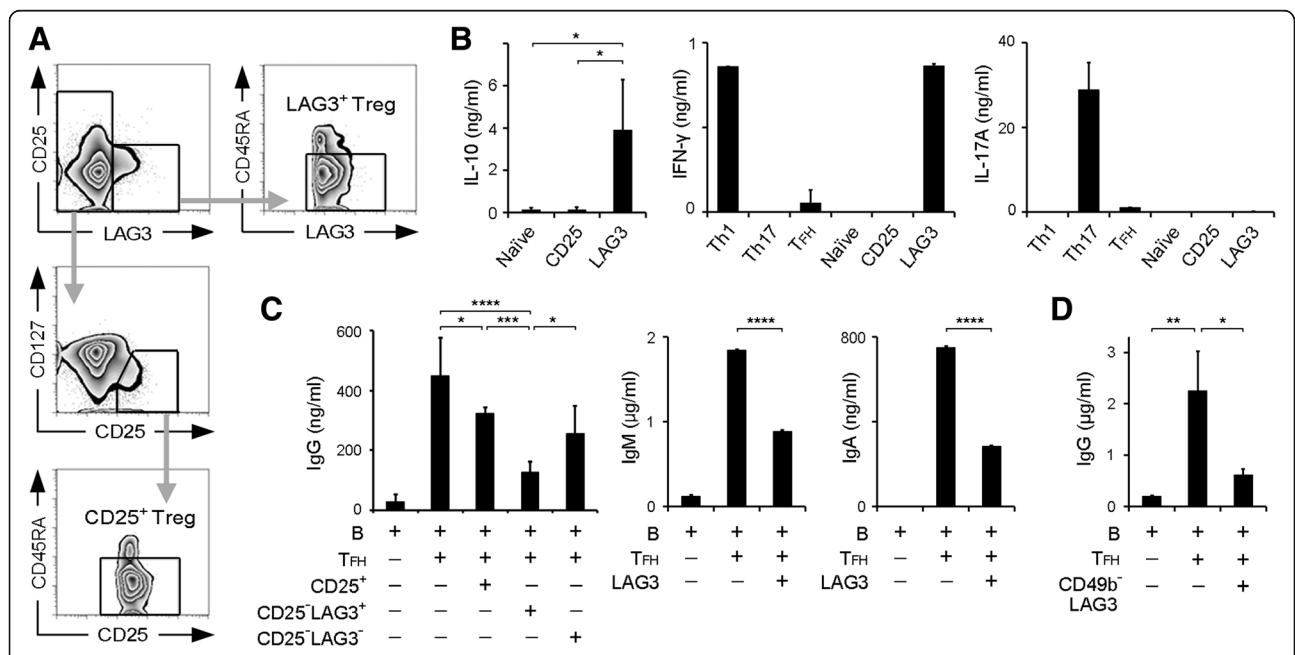 A
CD25
LAG3
LAG3⁺ Treg
CD45RA
LAG3
CD127
CD25
CD25⁺ Treg
CD45RA
CD25
B
* 
*
IL-10 (ng/ml)
6
4
2
0
Naïve CD25 LAG3
IFN-γ (ng/ml)
1
0
Th1 Th17 TFH Naïve CD25 LAG3
IL-17A (ng/ml)
40
20
0
Th1 Th17 TFH Naïve CD25 LAG3
C
****
* *** *
IgG (ng/ml)
600
400
200
0
B + + + + +
TFH – + + + +
CD25⁺ – – + – –
CD25⁻LAG3⁺ – – – + –
CD25⁻LAG3⁻ – – – – +
****
IgM (µg/ml)
2
1
0
B + + +
TFH – + +
LAG3 – – +
****
IgA (ng/ml)
800
400
0
B + + +
TFH – + +
LAG3 – – +
D
** *
IgG (µg/ml)
3
2
1
0
B + + +
TFH – + +
CD49b⁻ – – +
LAG3